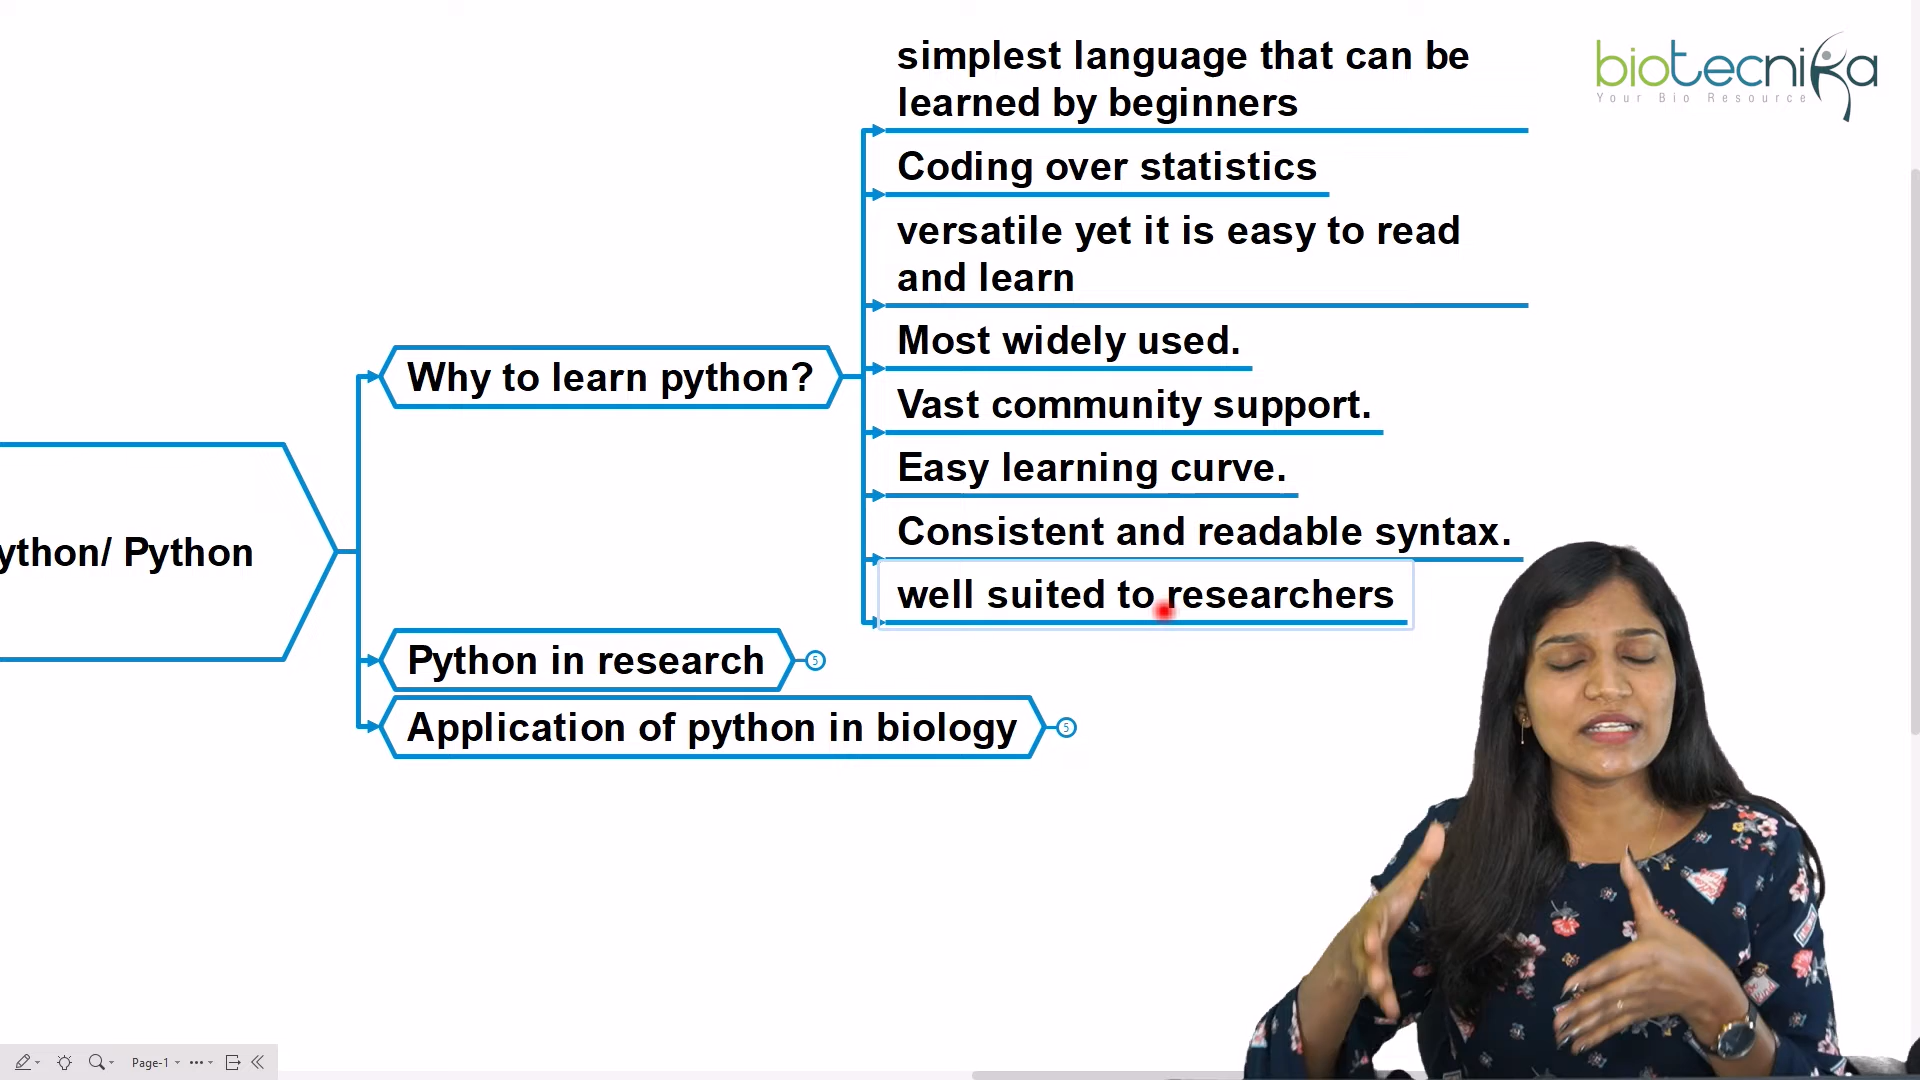 simplest language that can be
learned by beginners
biotecnika
Your Bio Resource
Coding over statistics
versatile yet it is easy to read
and learn
Most widely used.
Why to learn python?
Vast community support.
Easy learning curve.
Consistent and readable syntax.
ython/ Python
well suited to researchers
Python in research
5
Application of python in biology
5
Page-1